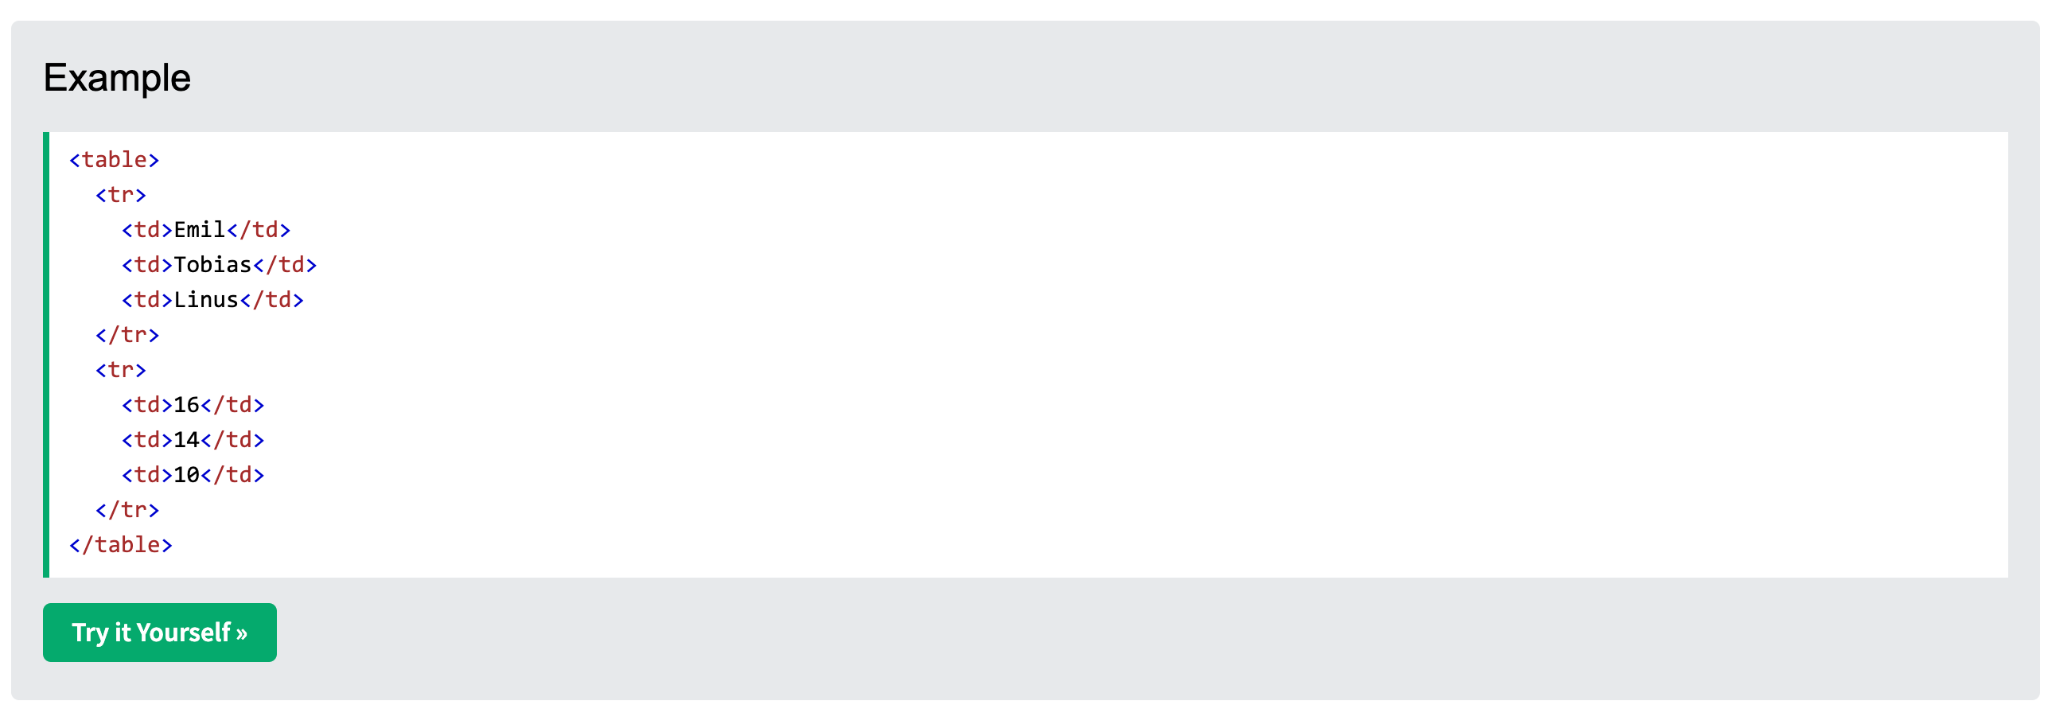 Example
<table>
  <tr>
    <td>Emil</td>
    <td>Tobias</td>
    <td>Linus</td>
  </tr>
  <tr>
    <td>16</td>
    <td>14</td>
    <td>10</td>
  </tr>
</table>
Try it Yourself »